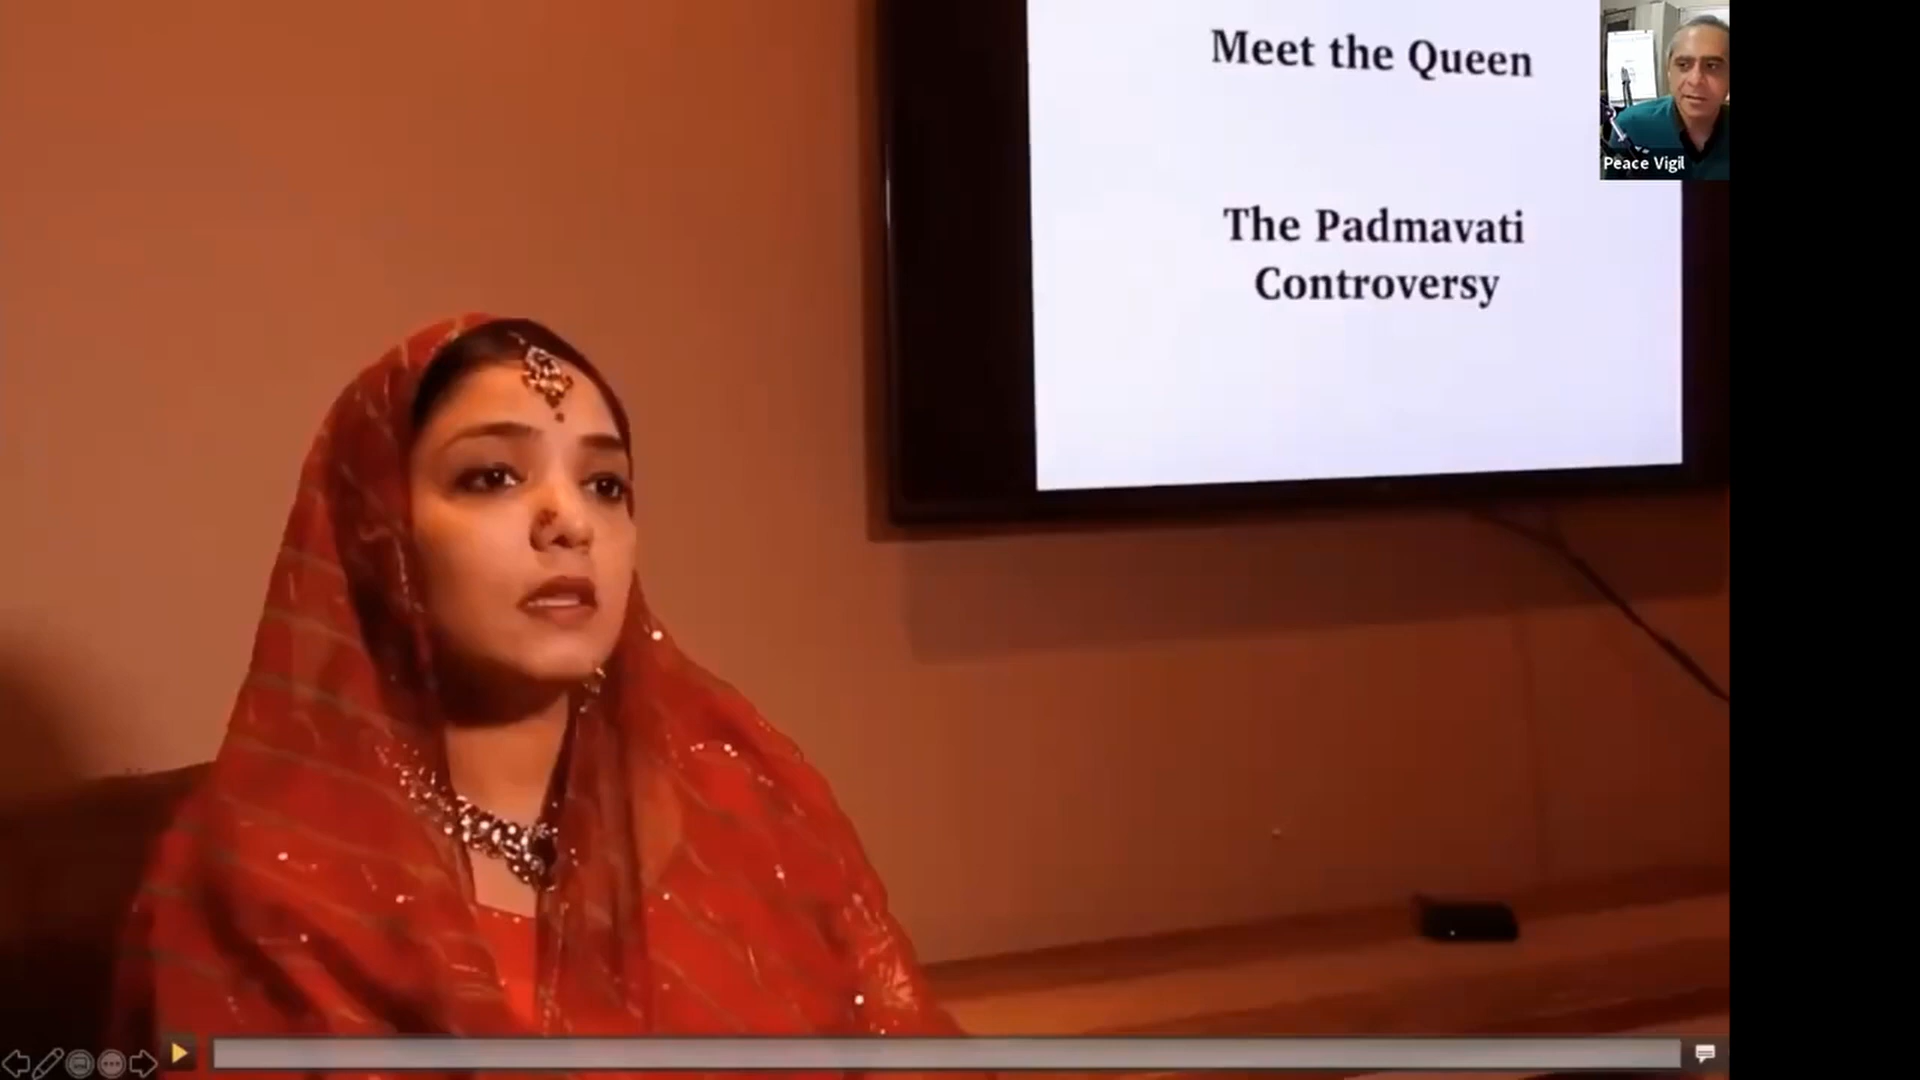 Meet the Queen
The Padmavati
Controversy
Peace Vigil